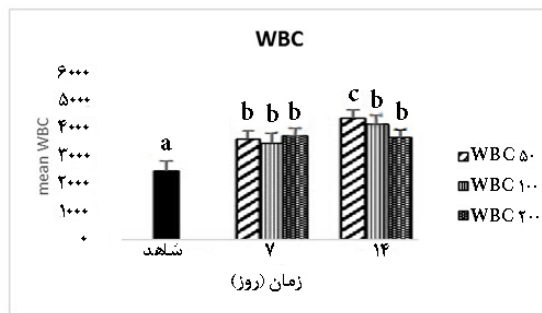 WBC
۶۰۰۰
۵۰۰۰
۴۰۰۰
۳۰۰۰
۲۰۰۰
۱۰۰۰
۰
mean WBC
a
b b b
c b b
شاهد
۷
۱۴
زمان (روز)
WBC ۵۰
WBC ۱۰۰
WBC ۲۰۰